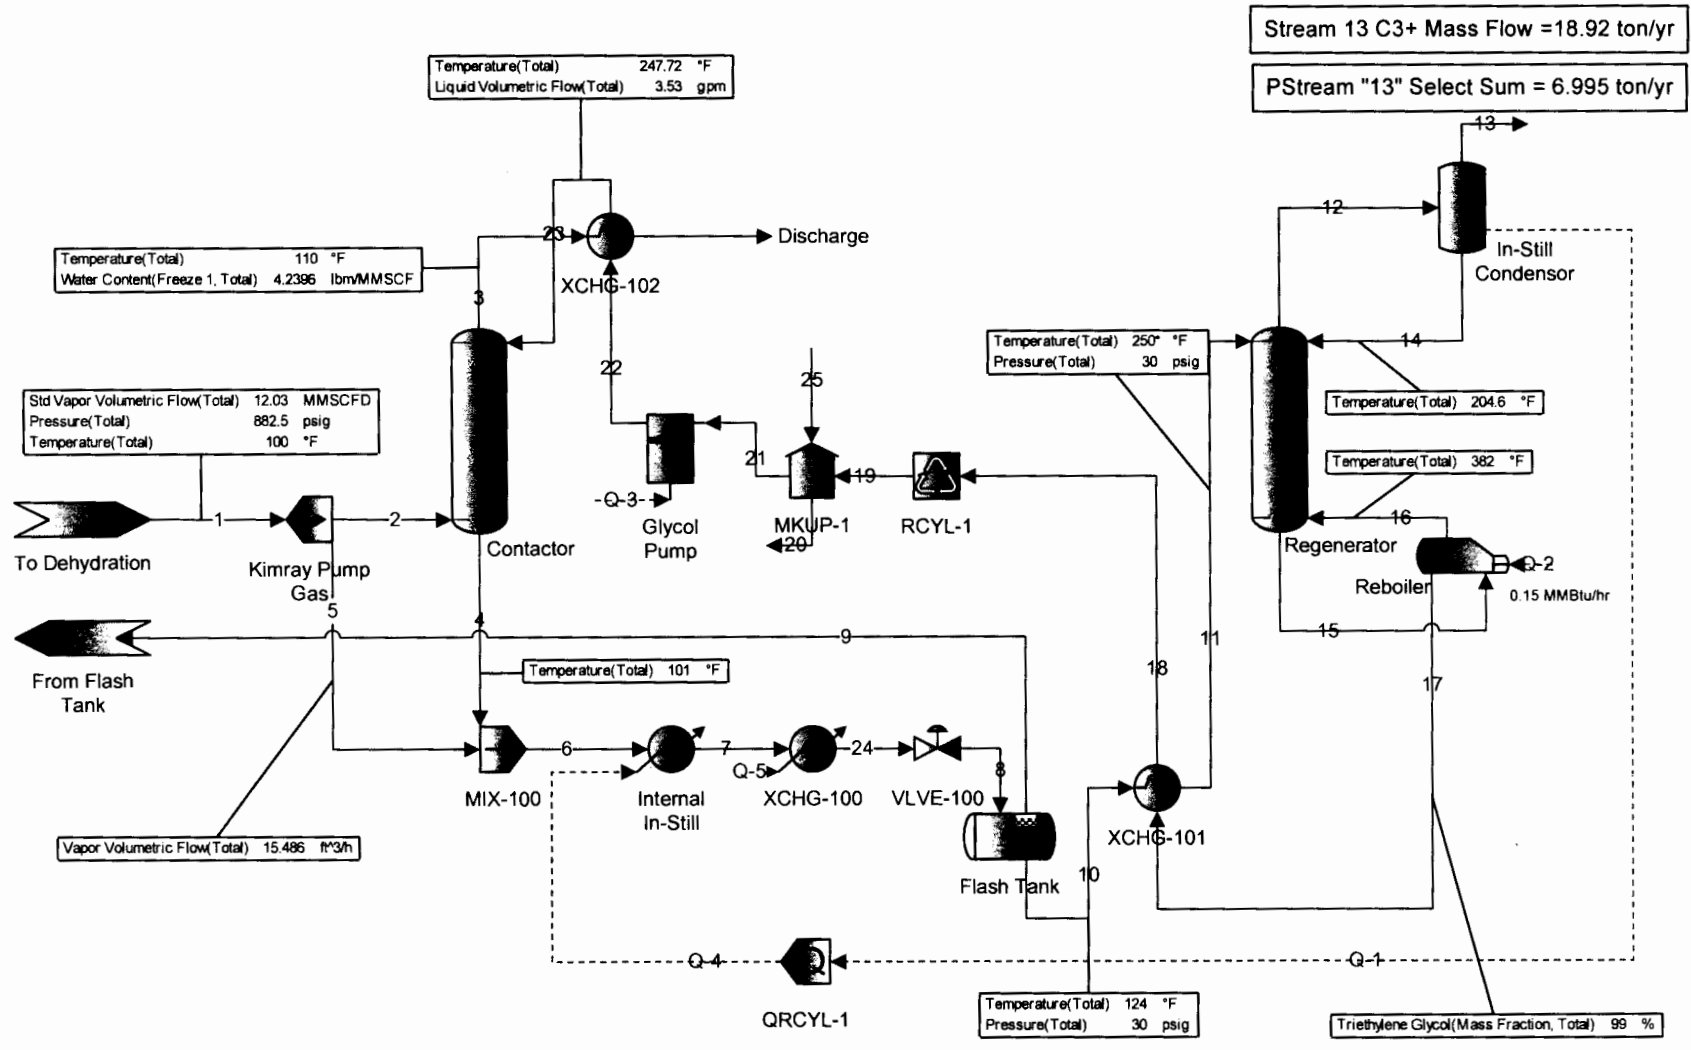 Stream 13 C3+ Mass Flow =18.92 ton/yr
PStream "13" Select Sum = 6.995 ton/yr
Temperature(Total) 247.72 °F
Liquid Volumetric Flow(Total) 3.53 gpm
13
12
23
Discharge
In-Still
Condensor
Temperature(Total) 110 °F
Water Content(Freeze 1, Total) 4.2396 lbm/MMSCF
XCHG-102
3
Temperature(Total) 250* °F
Pressure(Total) 30 psig
14
22
25
Std Vapor Volumetric Flow(Total) 12.03 MMSCFD
Pressure(Total) 882.5 psig
Temperature(Total) 100 °F
Temperature(Total) 204.6 °F
21
19
Temperature(Total) 382 °F
Q-3
1
2
16
Glycol
Pump
MKUP-1
RCYL-1
20
Contactor
Regenerator
To Dehydration
Kimray Pump
Gas
Reboiler
Q-2
0.15 MMBtu/hr
5
4
9
11
15
18
17
From Flash
Tank
Temperature(Total) 101 °F
6
7
24
Q-5
8
MIX-100
Internal
In-Still
XCHG-100
VLVE-100
XCHG-101
Vapor Volumetric Flow(Total) 15.486 ft^3/h
10
Flash Tank
Q-4
Q
Q-1
QRCYL-1
Temperature(Total) 124 °F
Pressure(Total) 30 psig
Triethylene Glycol(Mass Fraction, Total) 99 %